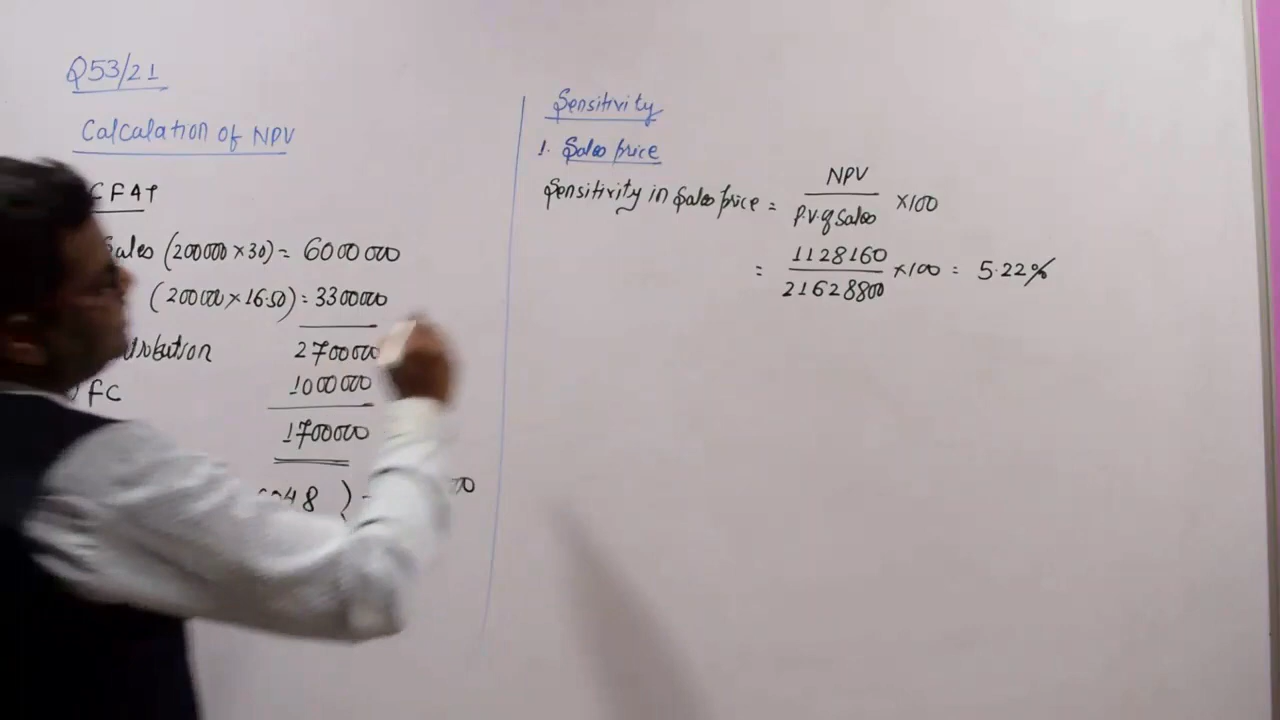 Q53/21
Calculation of NPV
CFAT
Sales (200000×30) = 6000000
(200000×16.50) = 3300000
2700000
FC 1000000
1700000
48 )
Sensitivity
1. Sales price
Sensitivity in Sales price = NPV / P.V. of Sales ×100
= 1128160 / 21628800 ×100 = 5.22%